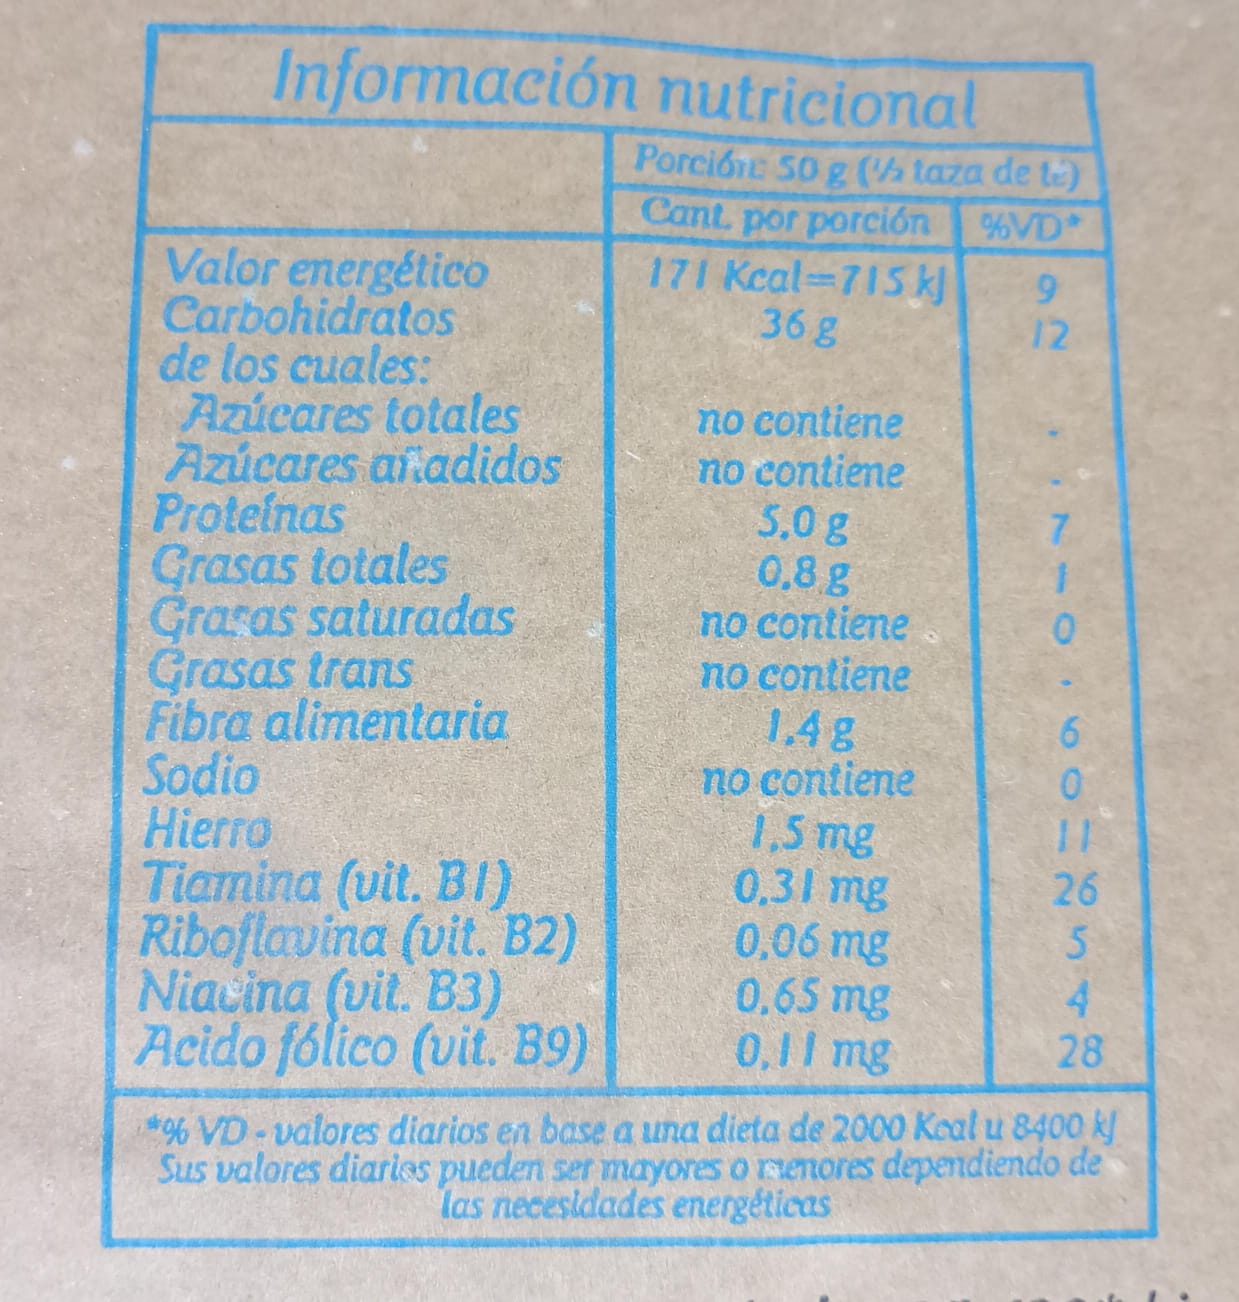 Información nutricional
Porción: 50 g (½ taza de té)
Cant. por porción %VD*
Valor energético 171 Kcal=715 kJ 9
Carbohidratos 36 g 12
de los cuales:
Azúcares totales no contiene -
Azúcares añadidos no contiene -
Proteínas 5,0 g 7
Grasas totales 0,8 g 1
Grasas saturadas no contiene 0
Grasas trans no contiene -
Fibra alimentaria 1,4 g 6
Sodio no contiene 0
Hierro 1,5 mg 11
Tiamina (vit. B1) 0,31 mg 26
Riboflavina (vit. B2) 0,06 mg 5
Niacina (vit. B3) 0,65 mg 4
Acido fólico (vit. B9) 0,11 mg 28
*% VD - valores diarios en base a una dieta de 2000 Kcal u 8400 kJ
Sus valores diarios pueden ser mayores o menores dependiendo de
las necesidades energéticas